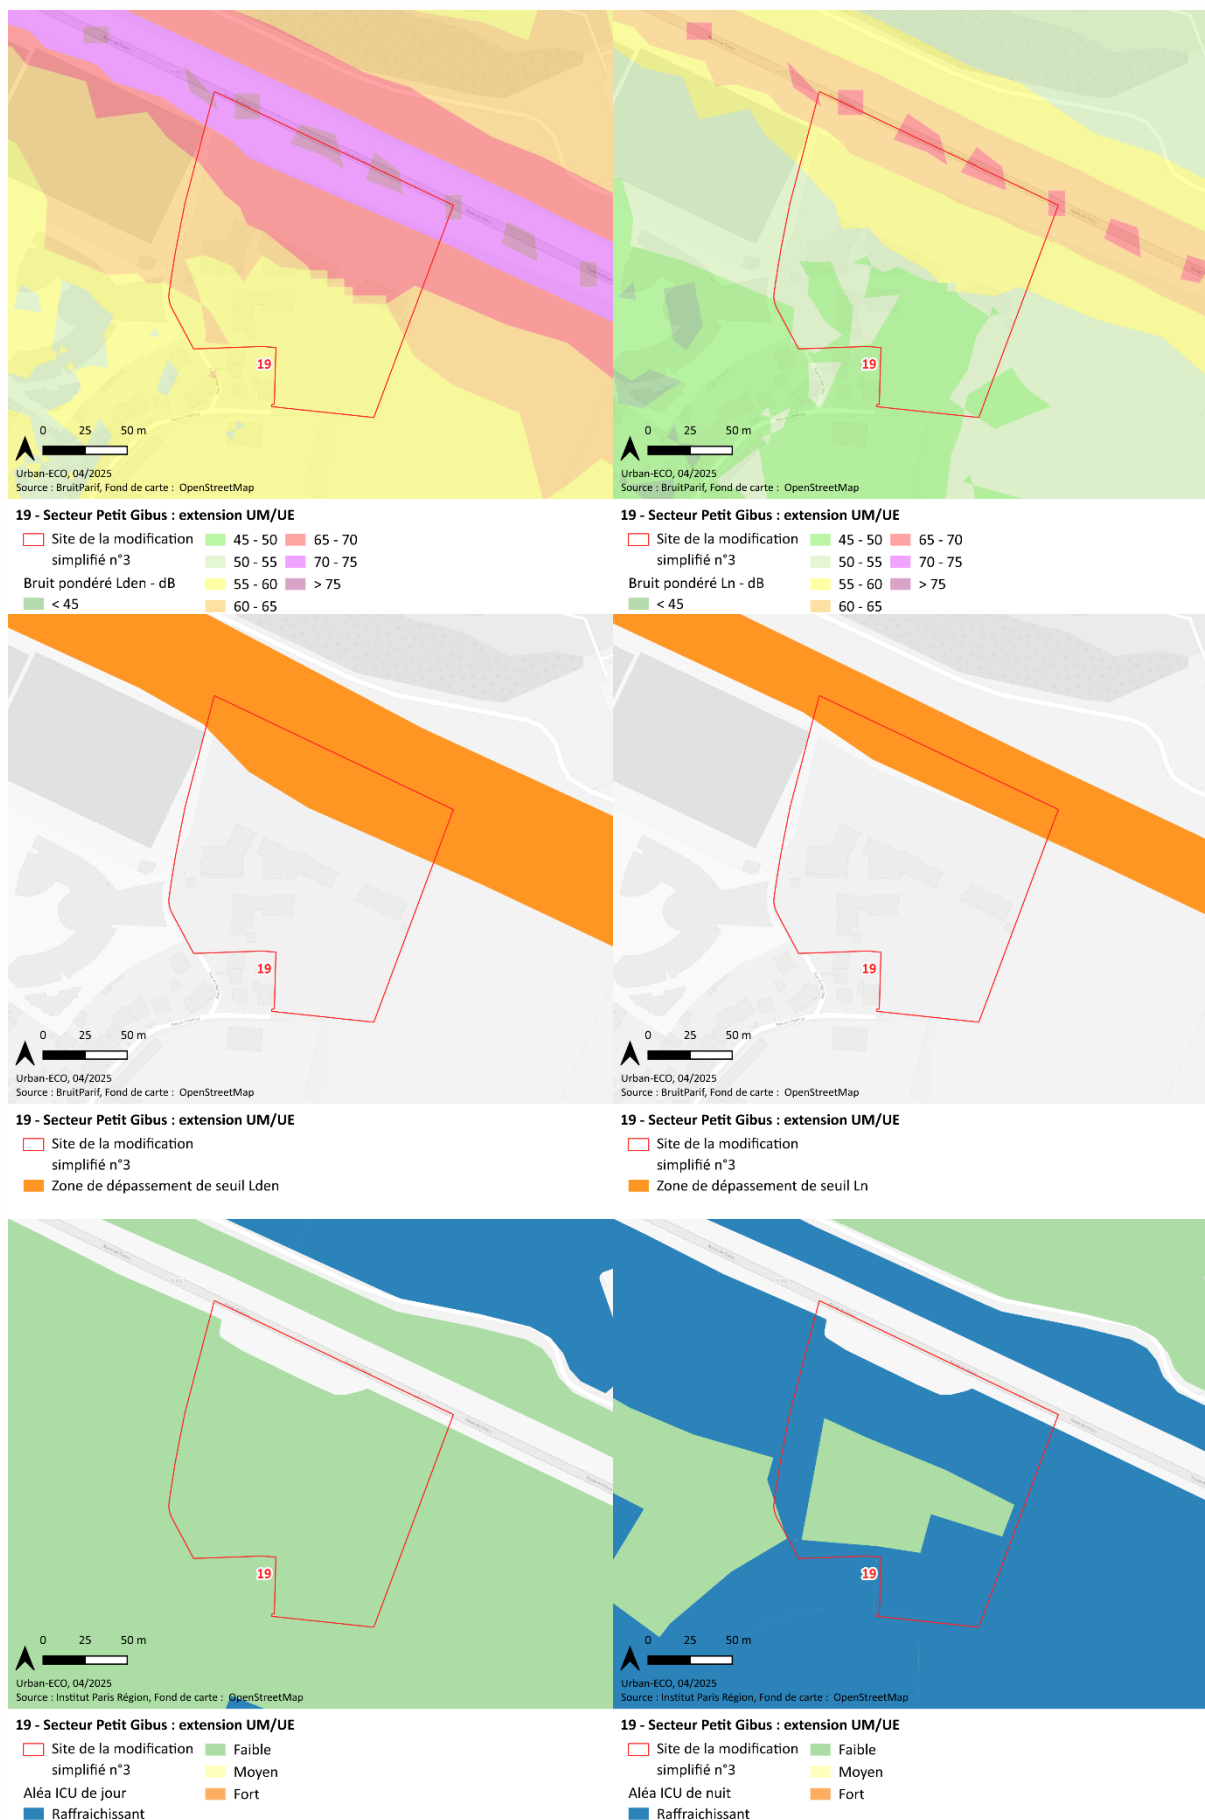 19
0 25 50 m
Urban-ECO, 04/2025
Source : BruitParif, Fond de carte : OpenStreetMap
19 - Secteur Petit Gibus : extension UM/UE
Site de la modification
simplifié n°3
Bruit pondéré Lden - dB
< 45
45 - 50
50 - 55
55 - 60
60 - 65
65 - 70
70 - 75
> 75
19
0 25 50 m
Urban-ECO, 04/2025
Source : BruitParif, Fond de carte : OpenStreetMap
19 - Secteur Petit Gibus : extension UM/UE
Site de la modification
simplifié n°3
Bruit pondéré Ln - dB
< 45
45 - 50
50 - 55
55 - 60
60 - 65
65 - 70
70 - 75
> 75
19
0 25 50 m
Urban-ECO, 04/2025
Source : BruitParif, Fond de carte : OpenStreetMap
19 - Secteur Petit Gibus : extension UM/UE
Site de la modification
simplifié n°3
Zone de dépassement de seuil Lden
19
0 25 50 m
Urban-ECO, 04/2025
Source : BruitParif, Fond de carte : OpenStreetMap
19 - Secteur Petit Gibus : extension UM/UE
Site de la modification
simplifié n°3
Zone de dépassement de seuil Ln
19
0 25 50 m
Urban-ECO, 04/2025
Source : Institut Paris Région, Fond de carte : OpenStreetMap
19 - Secteur Petit Gibus : extension UM/UE
Site de la modification
simplifié n°3
Aléa ICU de jour
Raffraichissant
Faible
Moyen
Fort
19
0 25 50 m
Urban-ECO, 04/2025
Source : Institut Paris Région, Fond de carte : OpenStreetMap
19 - Secteur Petit Gibus : extension UM/UE
Site de la modification
simplifié n°3
Aléa ICU de nuit
Raffraichissant
Faible
Moyen
Fort